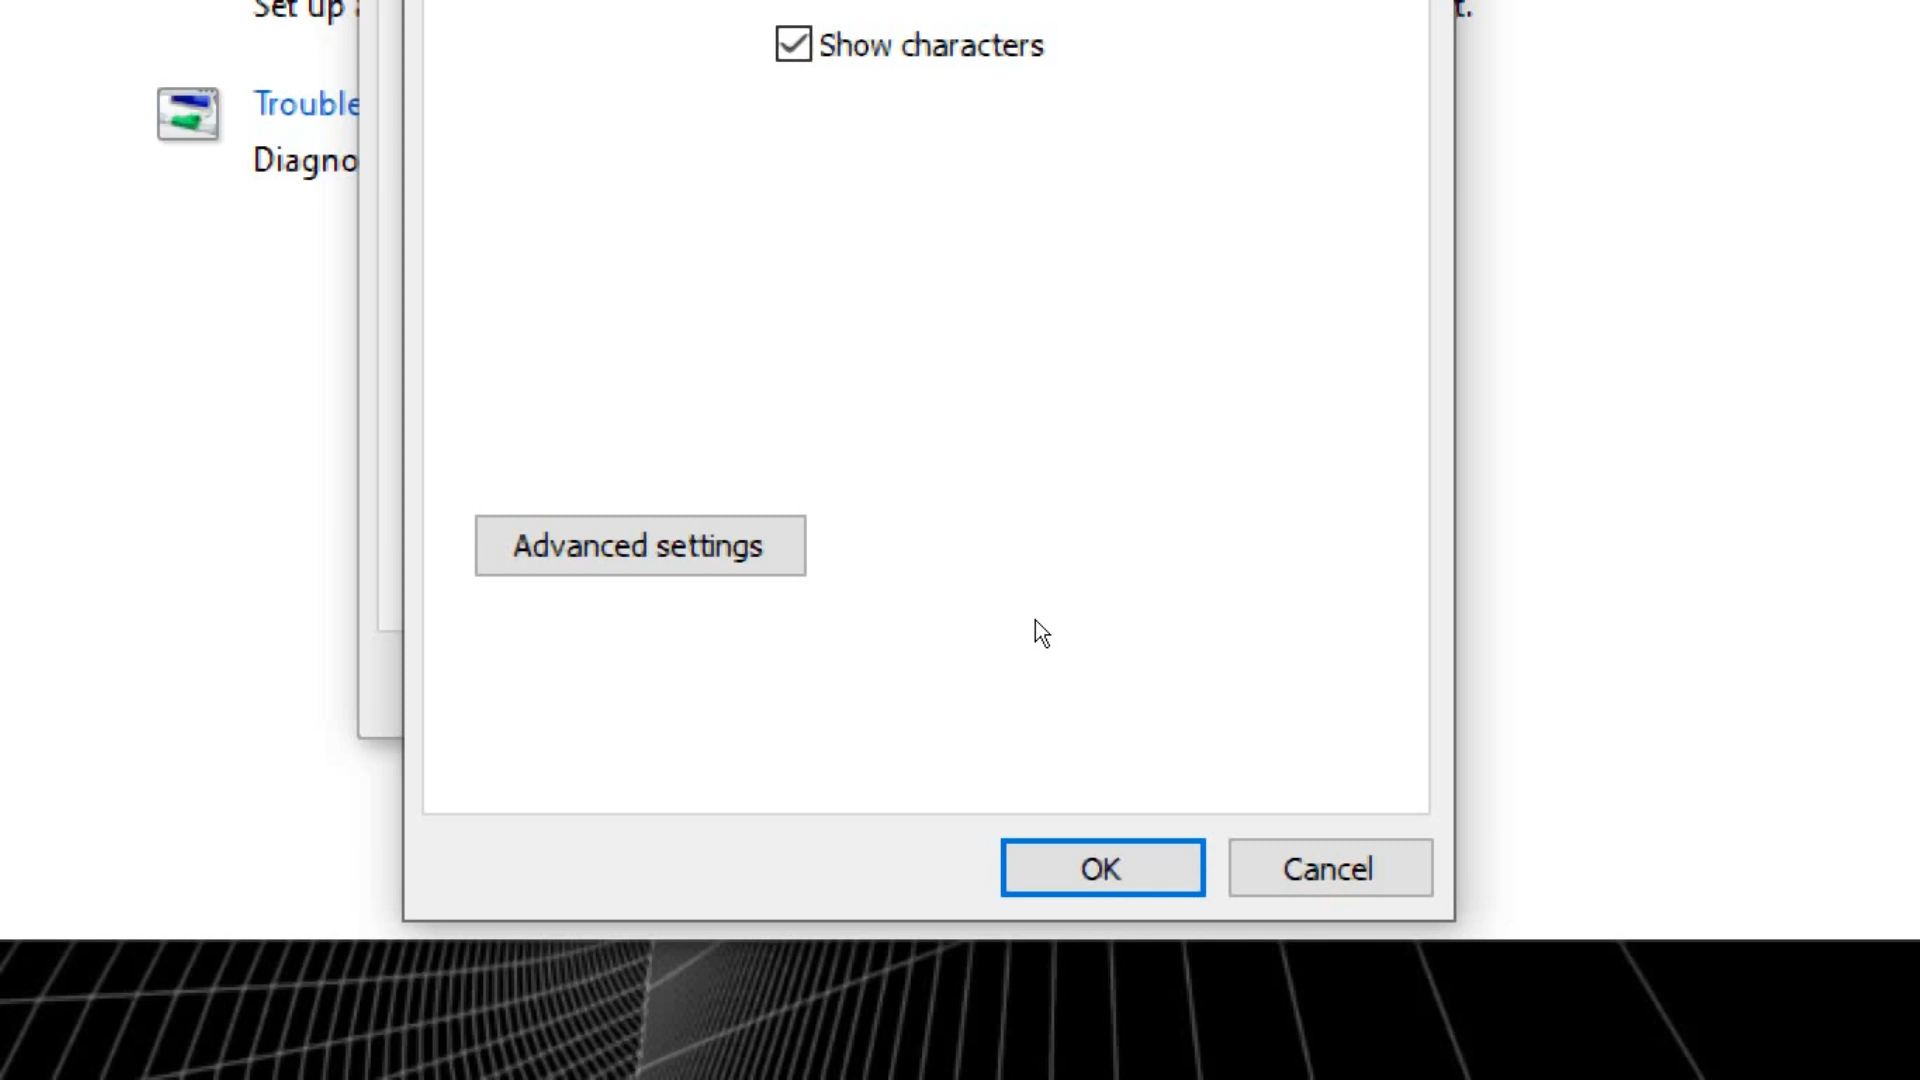 Set up
t.
Show characters
Trouble
Diagno
Advanced settings
OK
Cancel